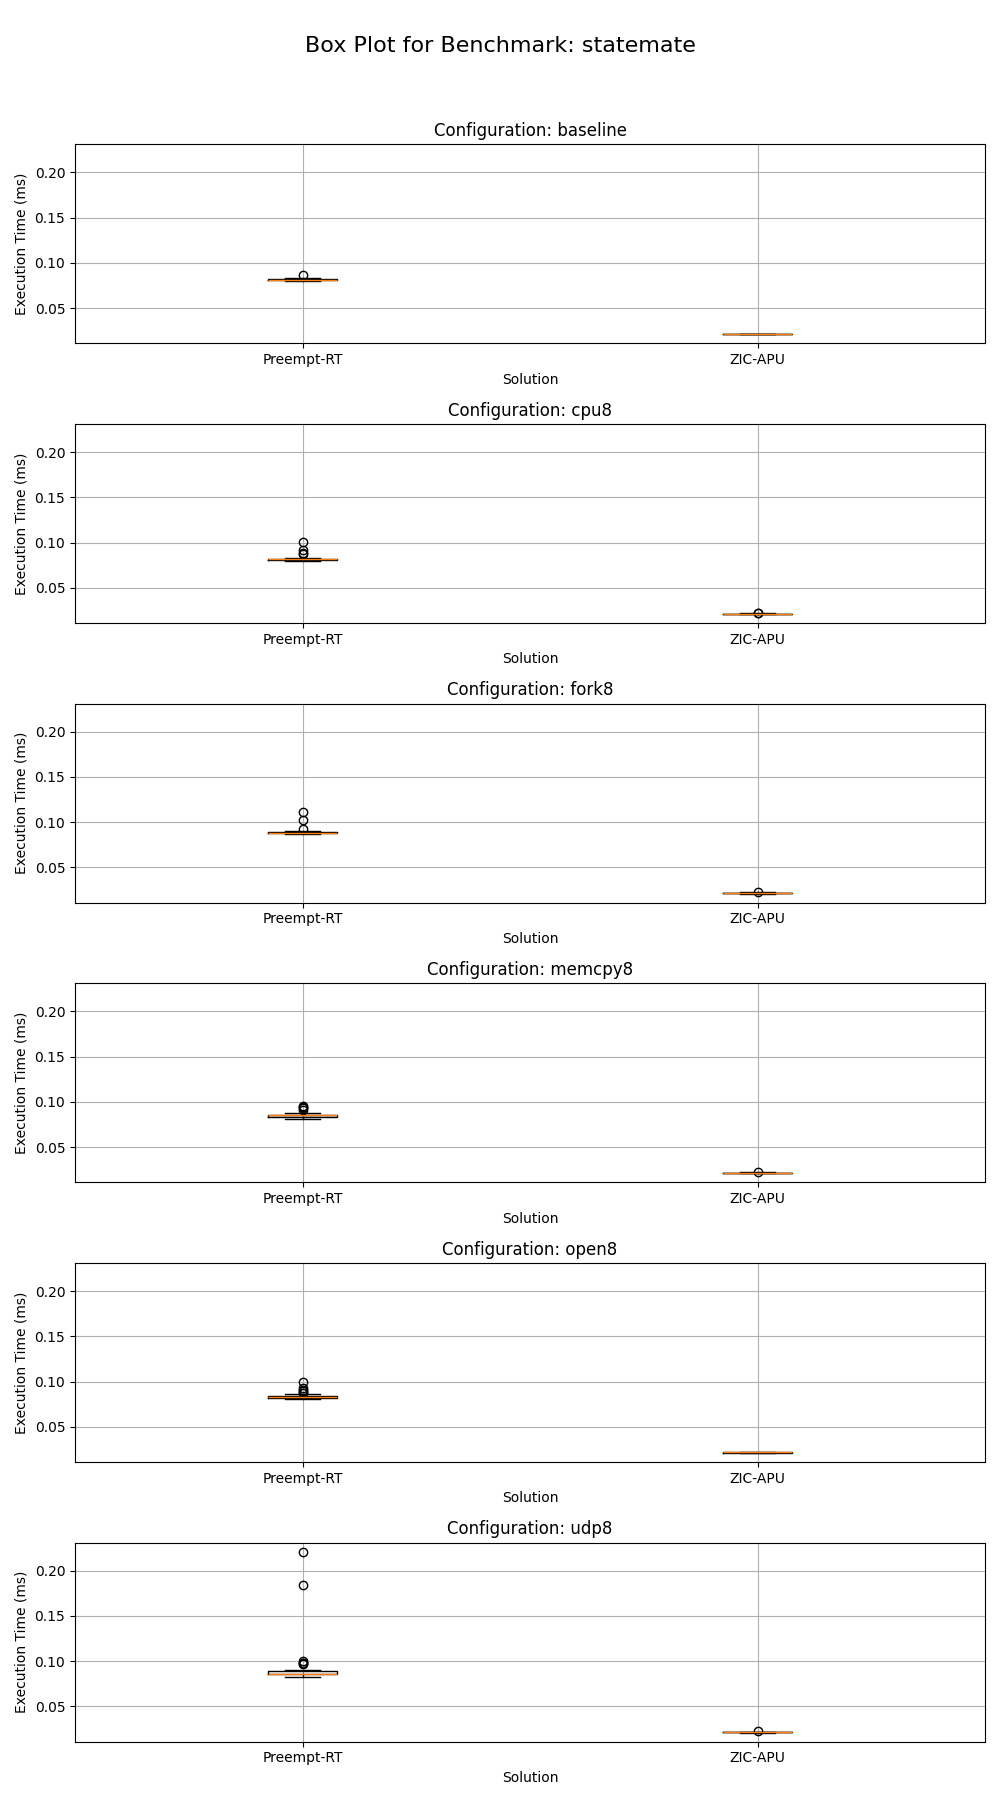 Box Plot for Benchmark: statemate
Configuration: baseline
Execution Time (ms)
0.20
0.15
0.10
0.05
Preempt-RT
ZIC-APU
Solution
Configuration: cpu8
Execution Time (ms)
0.20
0.15
0.10
0.05
Preempt-RT
ZIC-APU
Solution
Configuration: fork8
Execution Time (ms)
0.20
0.15
0.10
0.05
Preempt-RT
ZIC-APU
Solution
Configuration: memcpy8
Execution Time (ms)
0.20
0.15
0.10
0.05
Preempt-RT
ZIC-APU
Solution
Configuration: open8
Execution Time (ms)
0.20
0.15
0.10
0.05
Preempt-RT
ZIC-APU
Solution
Configuration: udp8
Execution Time (ms)
0.20
0.15
0.10
0.05
Preempt-RT
ZIC-APU
Solution